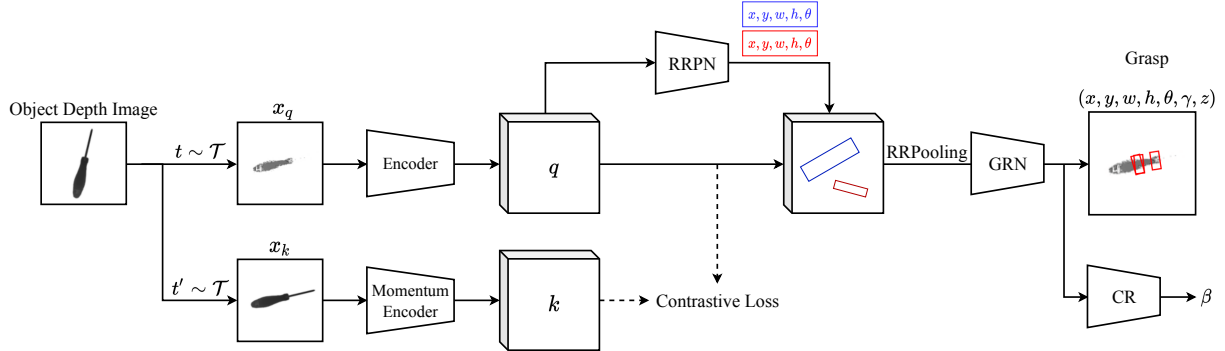 x, y, w, h, θ
x, y, w, h, θ
RRPN
Grasp
Object Depth Image
x_q
(x, y, w, h, θ, γ, z)
t ∼ 𝒯
Encoder
q
RRPooling
GRN
x_k
t′ ∼ 𝒯
Momentum
Encoder
k
Contrastive Loss
CR
β